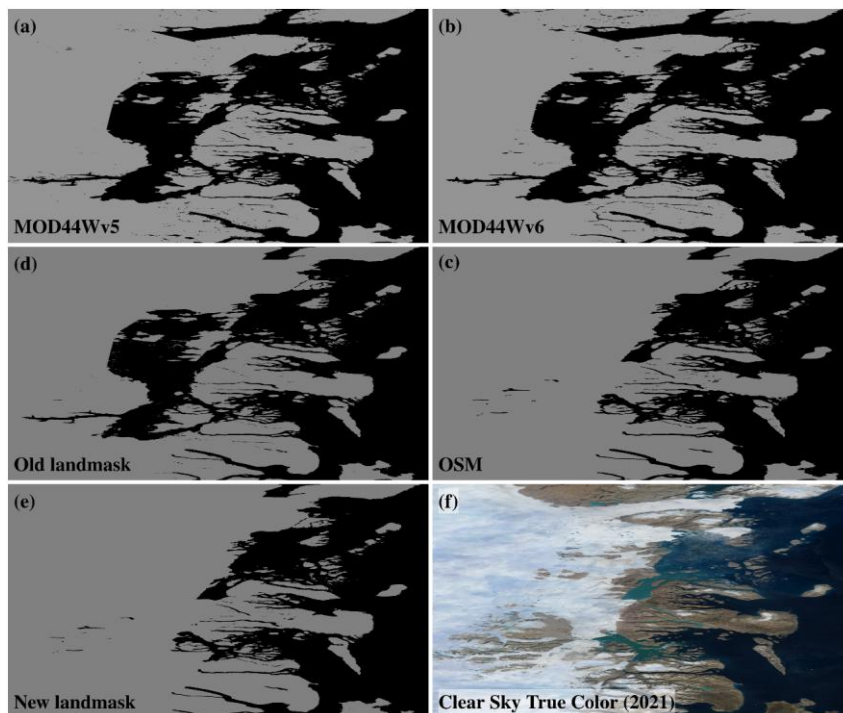 (a)
(b)
MOD44Wv5
MOD44Wv6
(d)
(c)
Old landmask
OSM
(e)
(f)
New landmask
Clear Sky True Color (2021)